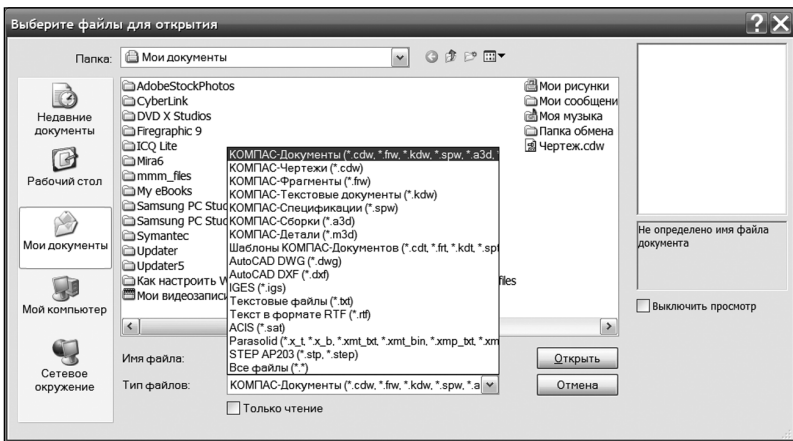 Выберите файлы для открытия
Папка: Мои документы
Недавние документы
Рабочий стол
Мои документы
Мой компьютер
Сетевое окружение
AdobeStockPhotos
CyberLink
DVD X Studios
Firegraphic 9
ICQ Lite
Mira6
mmm_files
My eBooks
Samsung PC Stud
Samsung PC Stud
Symantec
Updater
Updater5
Как настроить W
Мои видеозаписи
files
Мои рисунки
Мои сообщени
Моя музыка
Папка обмена
Чертеж.cdw
КОМПАС-Документы (*.cdw, *.frw, *.kdw, *.spw, *.a3d, *
КОМПАС-Чертежи (*.cdw)
КОМПАС-Фрагменты (*.frw)
КОМПАС-Текстовые документы (*.kdw)
КОМПАС-Спецификации (*.spw)
КОМПАС-Сборки (*.a3d)
КОМПАС-Детали (*.m3d)
Шаблоны КОМПАС-Документов (*.cdt, *.frt, *.kdt, *.spt
AutoCAD DWG (*.dwg)
AutoCAD DXF (*.dxf)
IGES (*.igs)
Текстовые файлы (*.txt)
Текст в формате RTF (*.rtf)
ACIS (*.sat)
Parasolid (*.x_t, *.x_b, *.xmt_txt, *.xmt_bin, *.xmp_txt, *.xm
STEP AP203 (*.stp, *.step)
Все файлы (*.*)
Имя файла:
Тип файлов: КОМПАС-Документы (*.cdw, *.frw, *.kdw, *.spw, *.a
Только чтение
Открыть
Отмена
Не определено имя файла
документа
Выключить просмотр